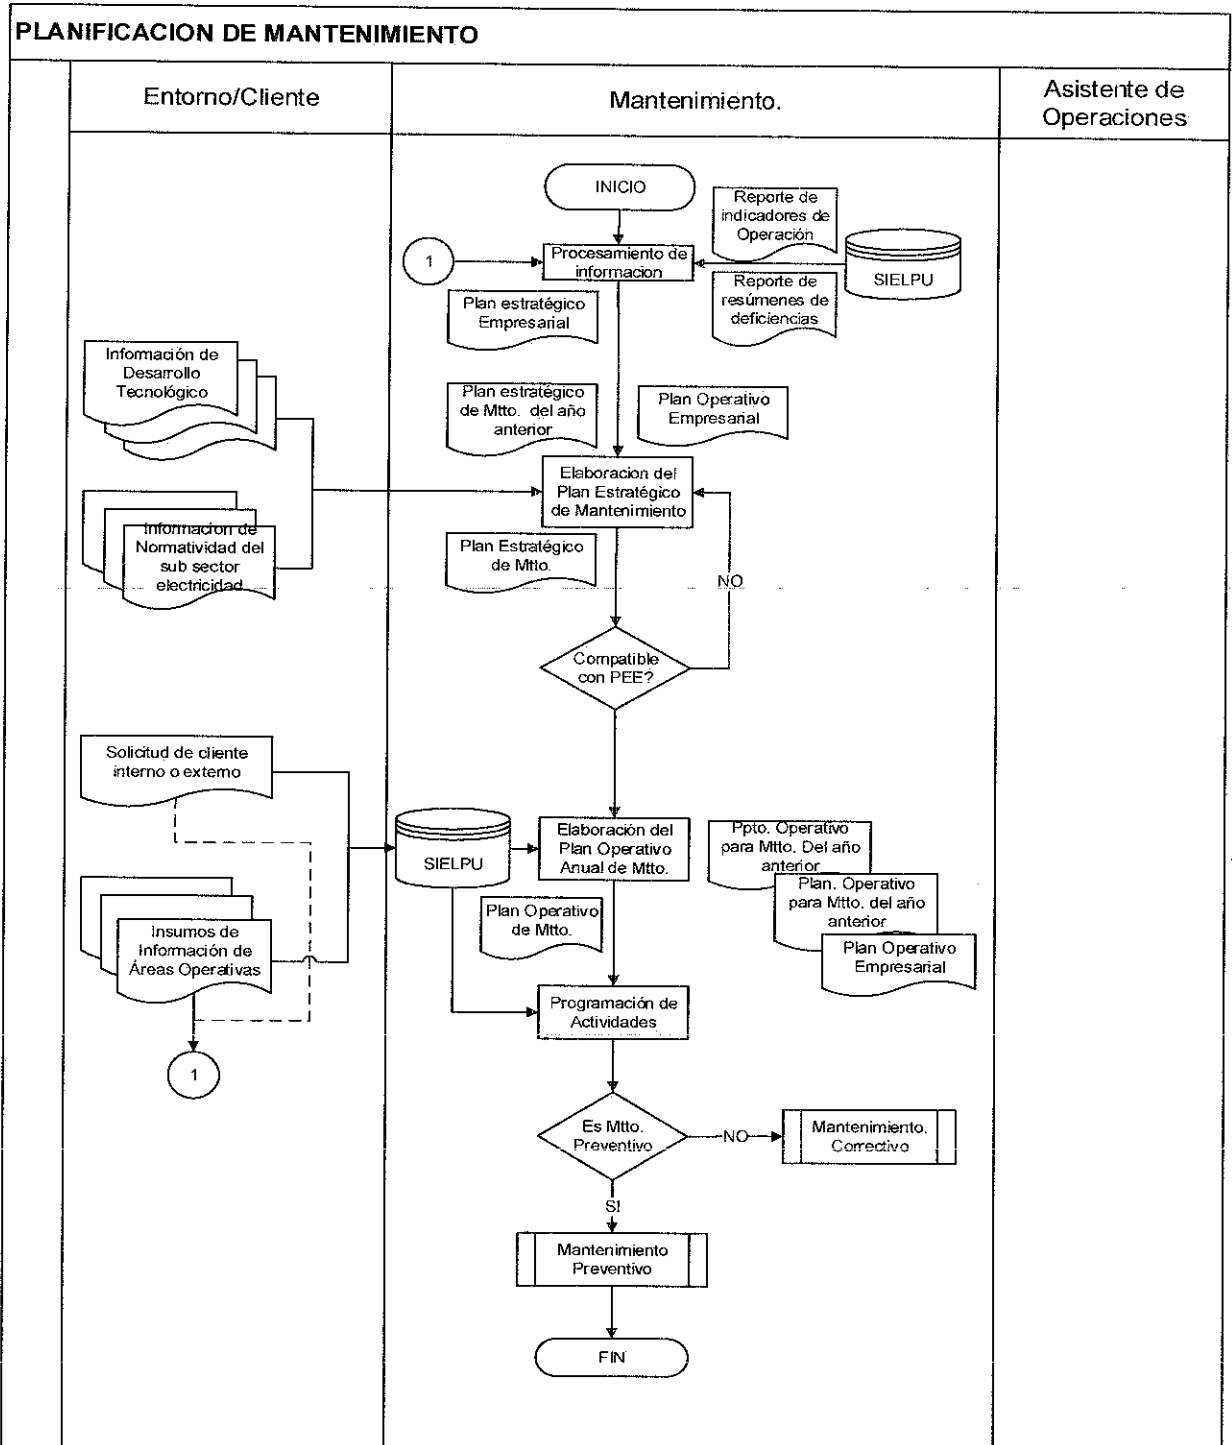 PLANIFICACION DE MANTENIMIENTO
Entorno/Cliente
Mantenimiento.
Asistente de
Operaciones
INICIO
Reporte de
indicadores de
Operación
1
Procesamiento de
informacion
SIELPU
Reporte de
resúmenes de
deficiencias
Plan estratégico
Empresarial
Información de
Desarrollo
Tecnológico
Plan estratégico
de Mtto. del año
anterior
Plan Operativo
Empresarial
Elaboracion del
Plan Estratégico
de Mantenimiento
Informacion de
Normatividad del
sub sector
electricidad
Plan Estratégico
de Mtto.
NO
Compatible
con PEE?
Solicitud de cliente
interno o externo
SIELPU
Elaboración del
Plan Operativo
Anual de Mtto.
Ppto. Operativo
para Mtto. Del año
anterior
Plan. Operativo
para Mtto. del año
anterior
Plan Operativo
Empresarial
Plan Operativo
de Mtto.
Insumos de
Información de
Áreas Operativas
Programación de
Actividades
1
Es Mtto.
Preventivo
NO
Mantenimiento.
Correctivo
SI
Mantenimiento
Preventivo
FIN